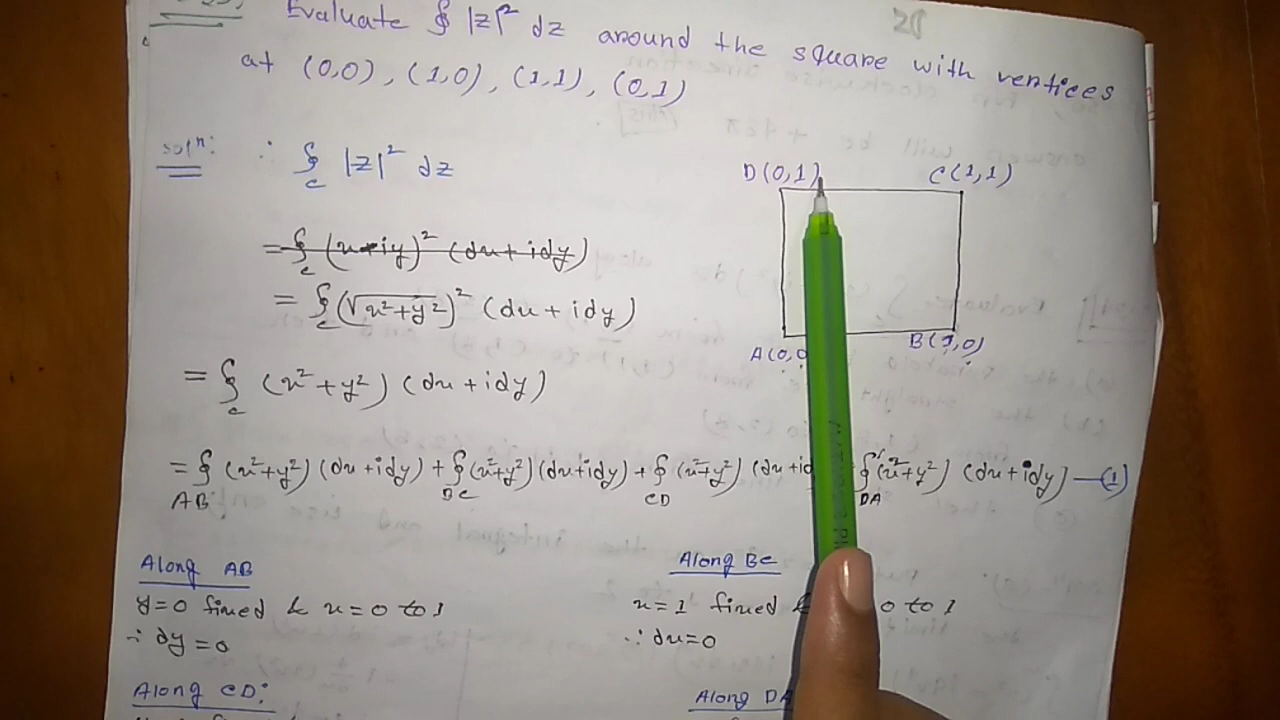 Evaluate ∮ |z|² dz around the square with vertices
at (0,0), (1,0), (1,1), (0,1)
solⁿ: ∵ ∮c |z|² dz
D(0,1) C(1,1)
A(0,0 B(1,0)
= ∮c (x+iy)² (dx+idy)
= ∮c (√x²+y²)² (dx+idy)
= ∮c (x²+y²) (dx+idy)
= ∮AB (x²+y²) (dx+idy) + ∮BC (x²+y²) (dx+idy) + ∮CD (x²+y²) (dx+id ∮DA (x²+y²) (dx+idy) —(1)
Along AB Along BC
y=0 fixed & x=0 to 1 x=1 fixed & 0 to 1
∴ dy=0 ∴ dx=0
Along CD: Along DA